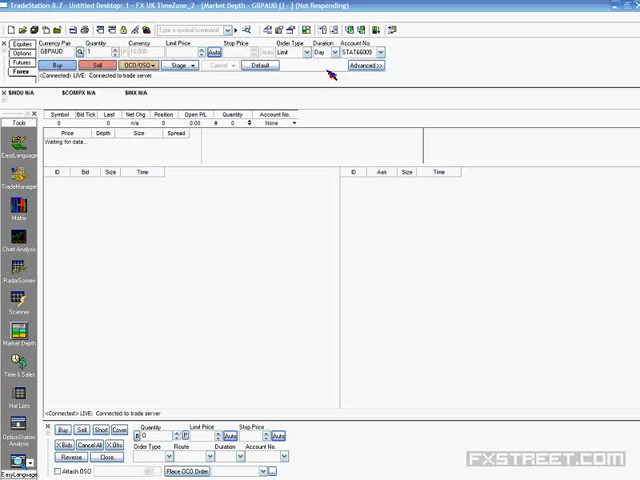 TradeStation 8.7 - Untitled Desktop: 1 - FX UK TimeZone_2 - [Market Depth - GBPAUD [] - ] (Not Responding)
Type a symbol/command
Equities
Options
Futures
Forex
Currency Pair Quantity Currency Limit Price Stop Price Order Type Duration Account No.
GBPAUD 1 10,000 Auto Limit Day STAT66009
Buy Sell OCO/OSO Stage Cancel Default Advanced >>
<Connected> LIVE: Connected to trade server
$INDU N/A $COMPX N/A $INX N/A
Tools
EasyLanguage
TradeManager
Matrix
Chart Analysis
RadarScreen
Scanner
Market Depth
Time & Sales
Hot Lists
OptionStation Analysis
EasyLanguage
Symbol Bid Tick Last Net Chg Position Open P/L Quantity Account No.
0 0 n/a 0 0.00 # 0 None
Price Depth Size Spread
Waiting for data...
ID Bid Size Time ID Ask Size Time
<Connected> LIVE: Connected to trade server
Buy Sell Short Cover Quantity Limit Price Stop Price
0 P Auto Auto
X Bids Cancel All X Ofrs Order Type Route Duration Account No.
Reverse Close
Attach OSO Place OCO Order ...
FXSTREET.COM